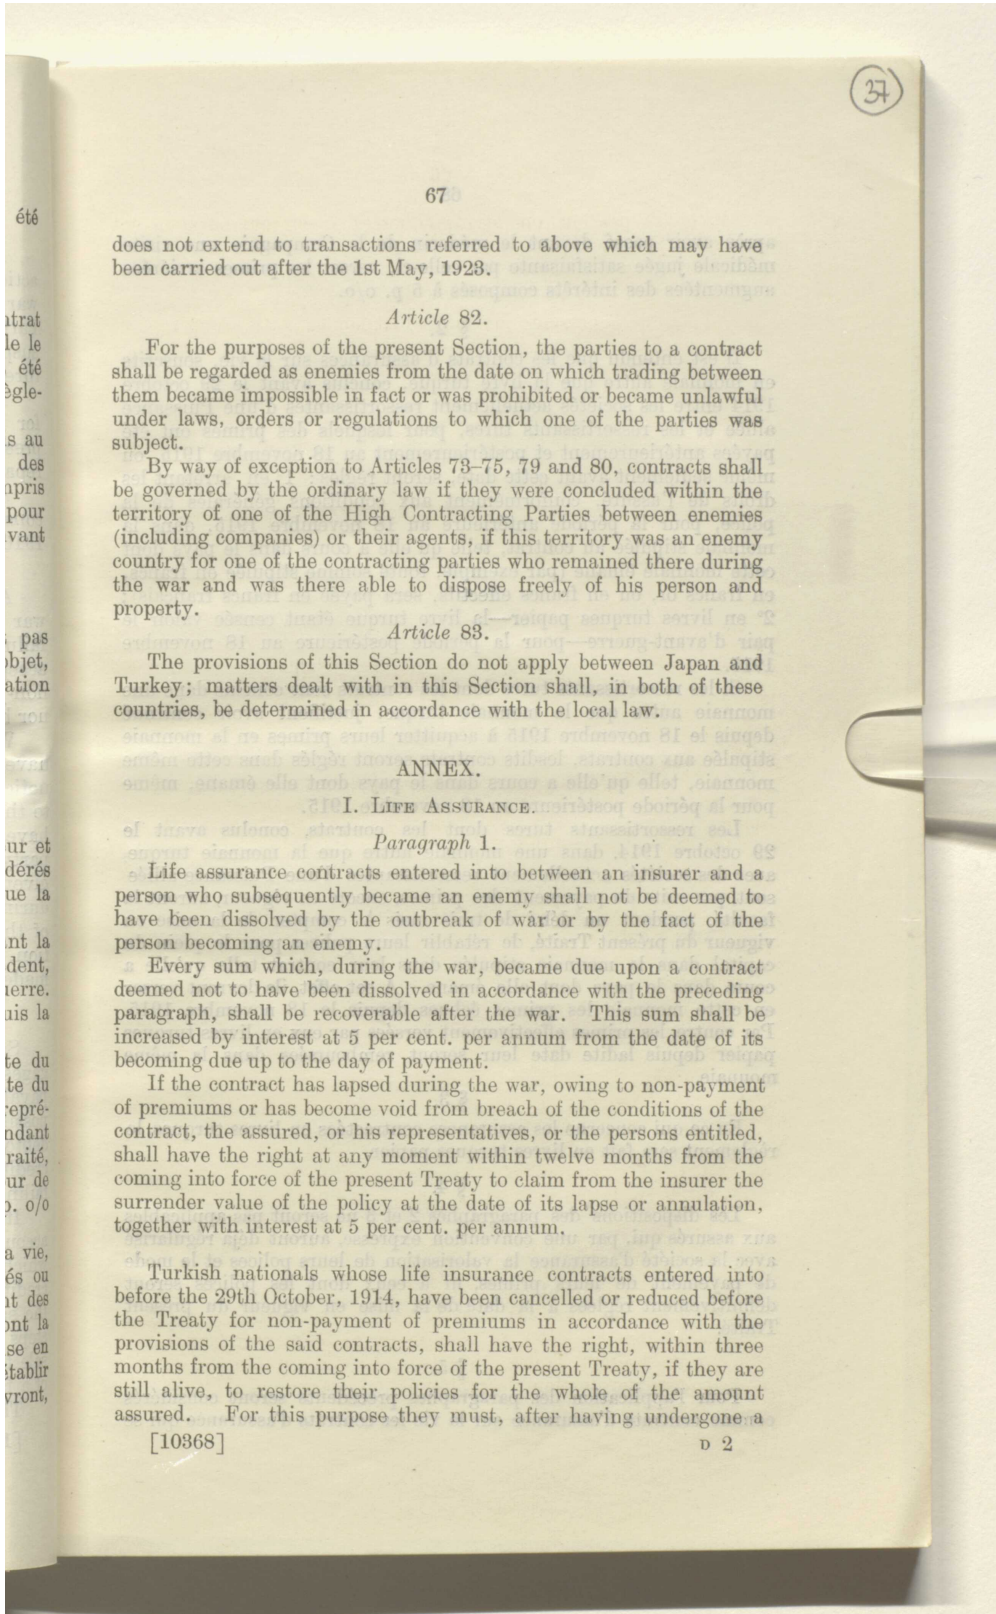 37
67
does not extend to transactions referred to above which may have
been carried out after the 1st May, 1923.
Article 82.
For the purposes of the present Section, the parties to a contract
shall be regarded as enemies from the date on which trading between
them became impossible in fact or was prohibited or became unlawful
under laws, orders or regulations to which one of the parties was
subject.
By way of exception to Articles 73–75, 79 and 80, contracts shall
be governed by the ordinary law if they were concluded within the
territory of one of the High Contracting Parties between enemies
(including companies) or their agents, if this territory was an enemy
country for one of the contracting parties who remained there during
the war and was there able to dispose freely of his person and
property.
Article 83.
The provisions of this Section do not apply between Japan and
Turkey; matters dealt with in this Section shall, in both of these
countries, be determined in accordance with the local law.
ANNEX.
I. LIFE ASSURANCE.
Paragraph 1.
Life assurance contracts entered into between an insurer and a
person who subsequently became an enemy shall not be deemed to
have been dissolved by the outbreak of war or by the fact of the
person becoming an enemy.
Every sum which, during the war, became due upon a contract
deemed not to have been dissolved in accordance with the preceding
paragraph, shall be recoverable after the war. This sum shall be
increased by interest at 5 per cent. per annum from the date of its
becoming due up to the day of payment.
If the contract has lapsed during the war, owing to non-payment
of premiums or has become void from breach of the conditions of the
contract, the assured, or his representatives, or the persons entitled,
shall have the right at any moment within twelve months from the
coming into force of the present Treaty to claim from the insurer the
surrender value of the policy at the date of its lapse or annulation,
together with interest at 5 per cent. per annum.
Turkish nationals whose life insurance contracts entered into
before the 29th October, 1914, have been cancelled or reduced before
the Treaty for non-payment of premiums in accordance with the
provisions of the said contracts, shall have the right, within three
months from the coming into force of the present Treaty, if they are
still alive, to restore their policies for the whole of the amount
assured. For this purpose they must, after having undergone a
[10368] D 2